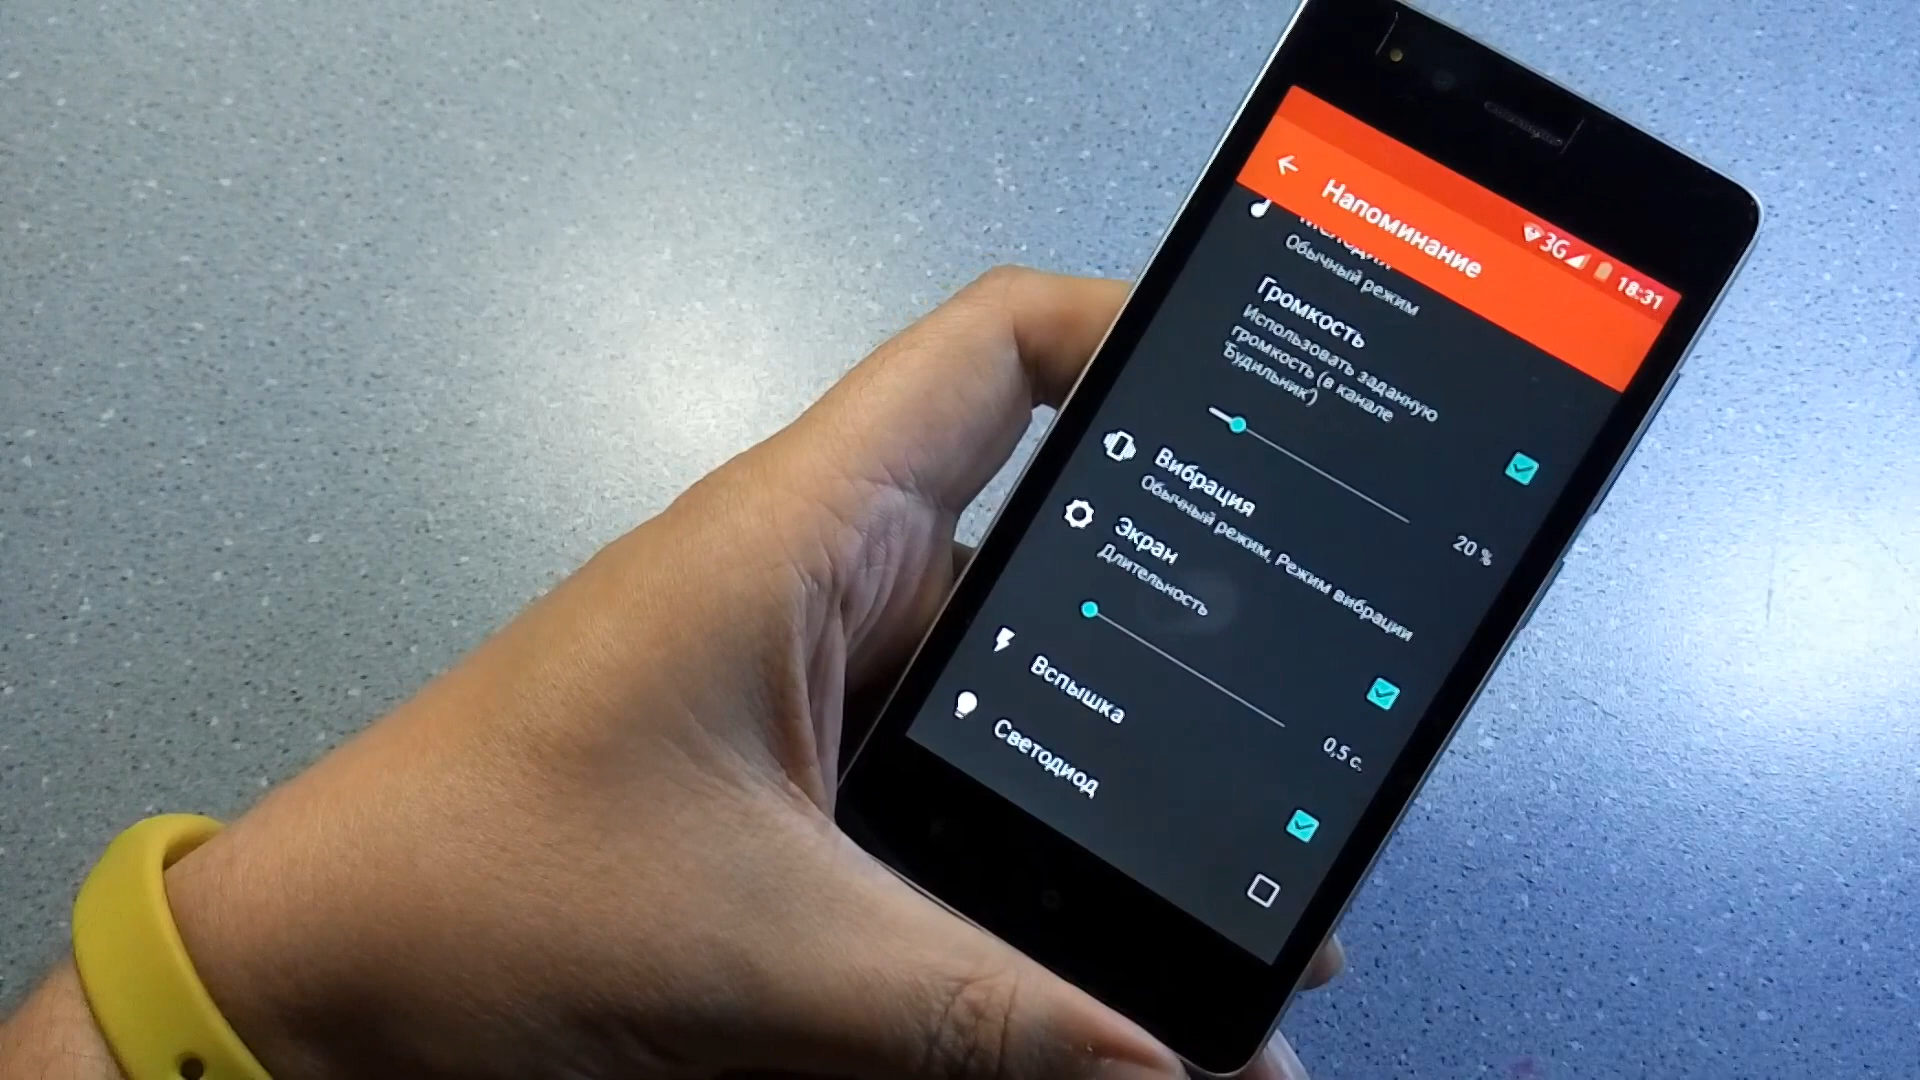 3G 18:31
Напоминание
Мелодия
Обычный режим
Громкость
Использовать заданную
громкость (в канале
'Будильник')
20 %
Вибрация
Обычный режим, Режим вибрации
Экран
Длительность
0,5 с.
Вспышка
Светодиод